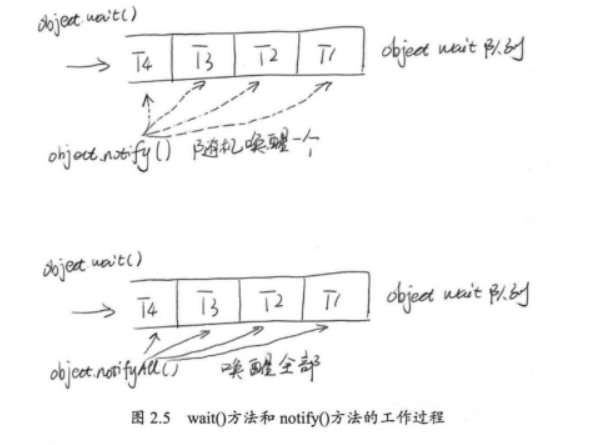 object.wait()
T4 T3 T2 T1 object wait 队列
object.notify() 随机唤醒一个
object.wait()
T4 T3 T2 T1 object wait 队列
object.notifyAll() 唤醒全部
图 2.5 wait()方法和 notify()方法的工作过程